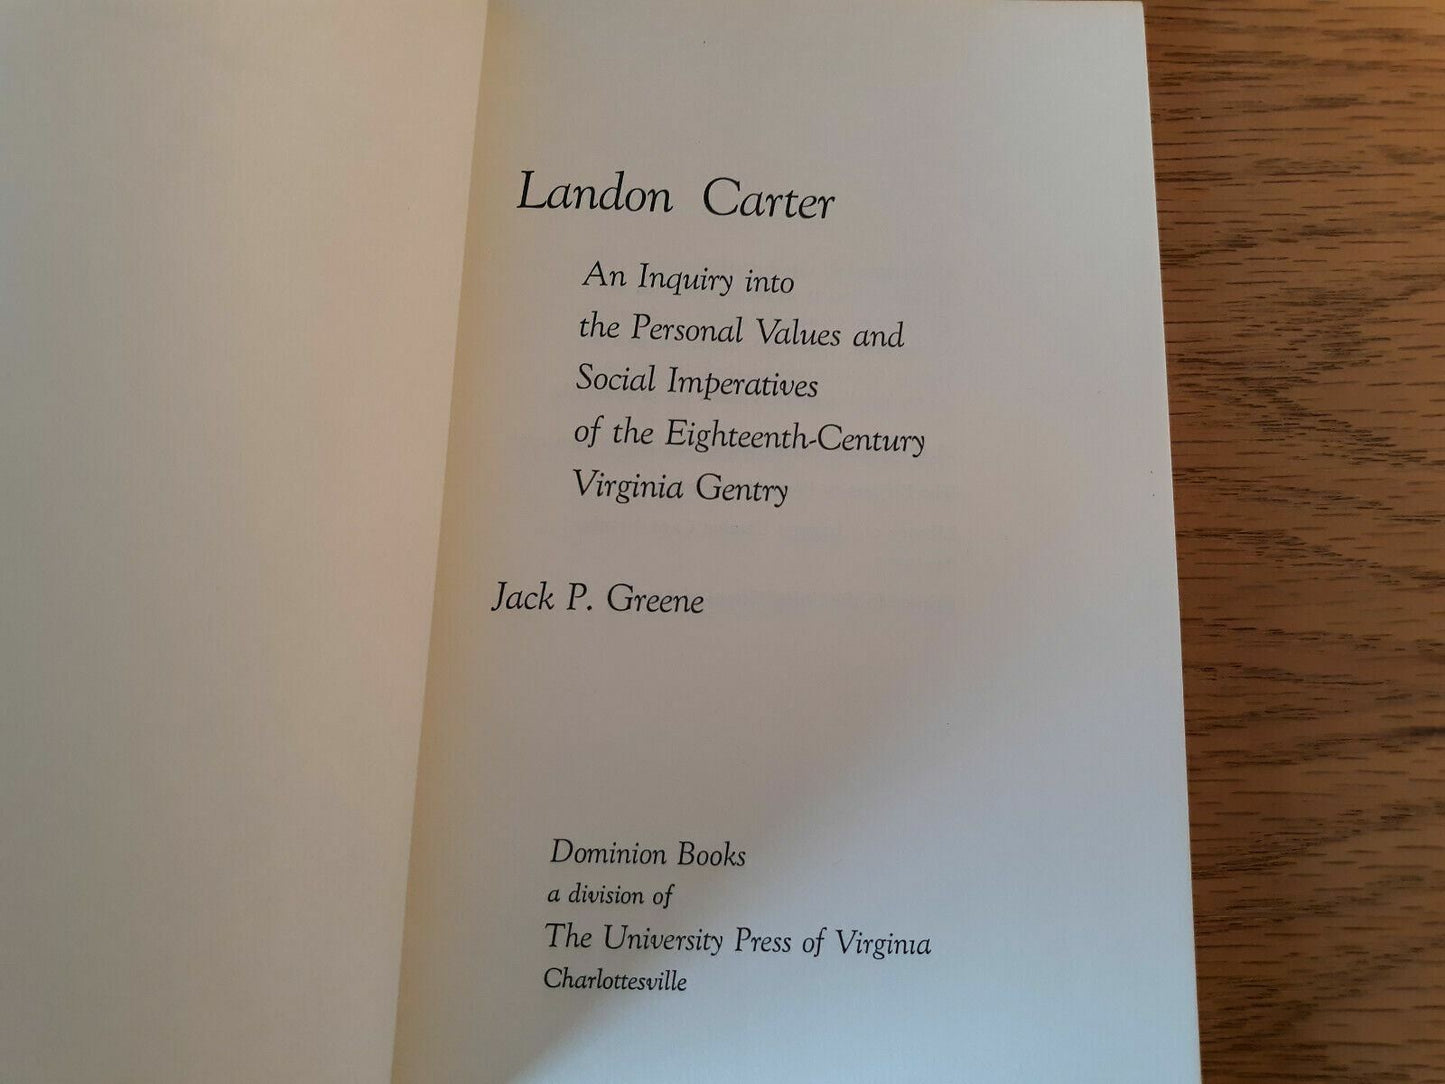 Landon Carter
An Inquiry into
the Personal Values and
Social Imperatives
of the Eighteenth-Century
Virginia Gentry
Jack P. Greene
Dominion Books
a division of
The University Press of Virginia
Charlottesville